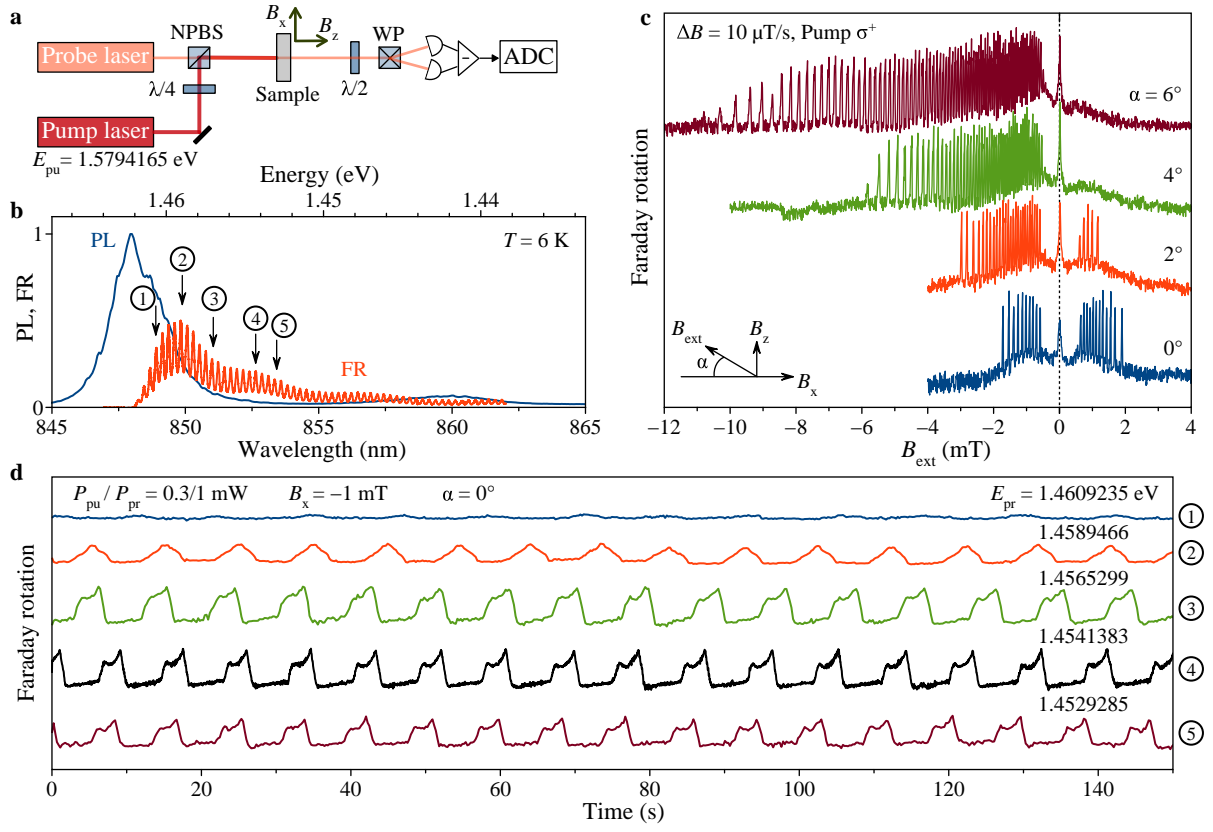 a
B_x
B_z
NPBS
WP
Probe laser
ADC
λ/4
Sample
λ/2
Pump laser
E_pu = 1.5794165 eV
b
Energy (eV)
1.46 1.45 1.44
1
0
PL, FR
PL
FR
T = 6 K
1
2
3
4
5
845 850 855 860 865
Wavelength (nm)
c
ΔB = 10 μT/s, Pump σ⁺
α = 6°
4°
2°
0°
Faraday rotation
B_ext
B_z
α
B_x
−12 −10 −8 −6 −4 −2 0 2 4
B_ext (mT)
d
P_pu / P_pr = 0.3/1 mW B_x = −1 mT α = 0° E_pr = 1.4609235 eV
1
1.4589466
2
1.4565299
3
1.4541383
4
1.4529285
5
Faraday rotation
0 20 40 60 80 100 120 140
Time (s)